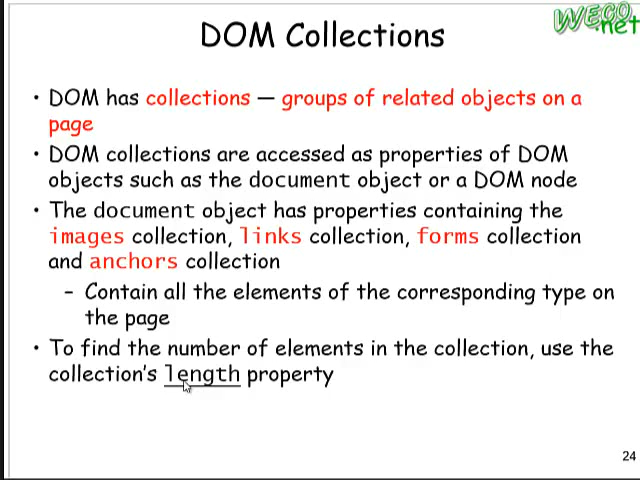 WECO
.net
DOM Collections
• DOM has collections — groups of related objects on a
page
• DOM collections are accessed as properties of DOM
objects such as the document object or a DOM node
• The document object has properties containing the
images collection, links collection, forms collection
and anchors collection
– Contain all the elements of the corresponding type on
the page
• To find the number of elements in the collection, use the
collection's length property
24